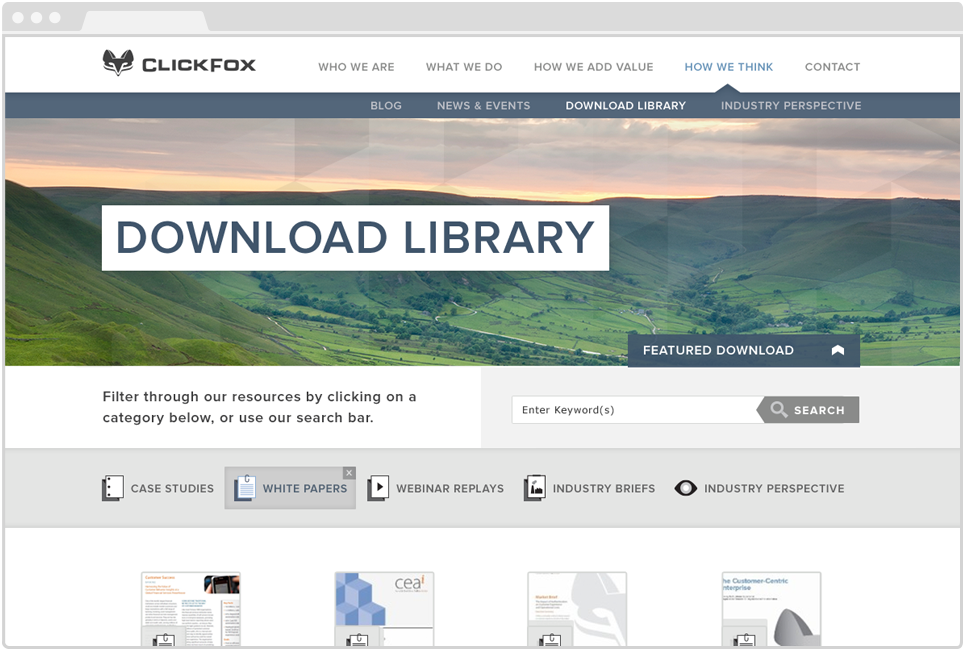 CLICKFOX
WHO WE ARE WHAT WE DO HOW WE ADD VALUE HOW WE THINK CONTACT
BLOG NEWS & EVENTS DOWNLOAD LIBRARY INDUSTRY PERSPECTIVE
DOWNLOAD LIBRARY
FEATURED DOWNLOAD
Filter through our resources by clicking on a
category below, or use our search bar.
Enter Keyword(s) SEARCH
CASE STUDIES WHITE PAPERS x WEBINAR REPLAYS INDUSTRY BRIEFS INDUSTRY PERSPECTIVE
Customer Success
ceai
Market Brief
he Customer-Centric
nterprise